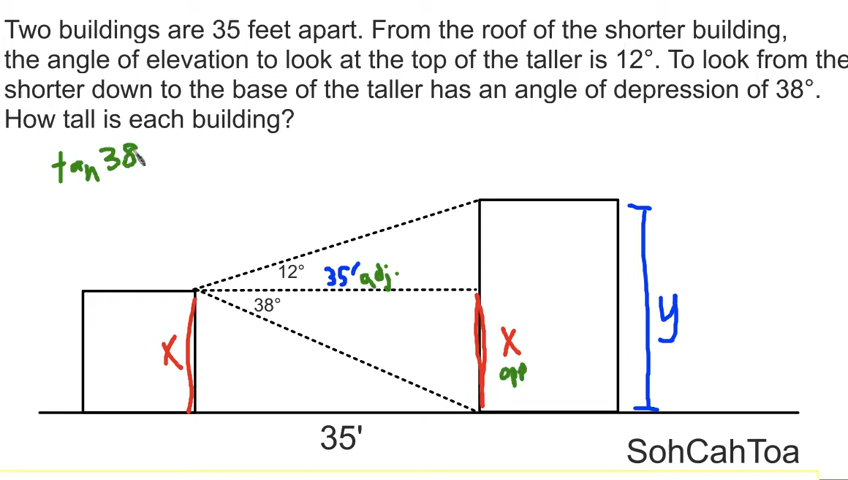 Two buildings are 35 feet apart. From the roof of the shorter building,
the angle of elevation to look at the top of the taller is 12°. To look from the
shorter down to the base of the taller has an angle of depression of 38°.
How tall is each building?
tan 38
12° 35' adj.
38°
x
x
opp
y
35'
SohCahToa